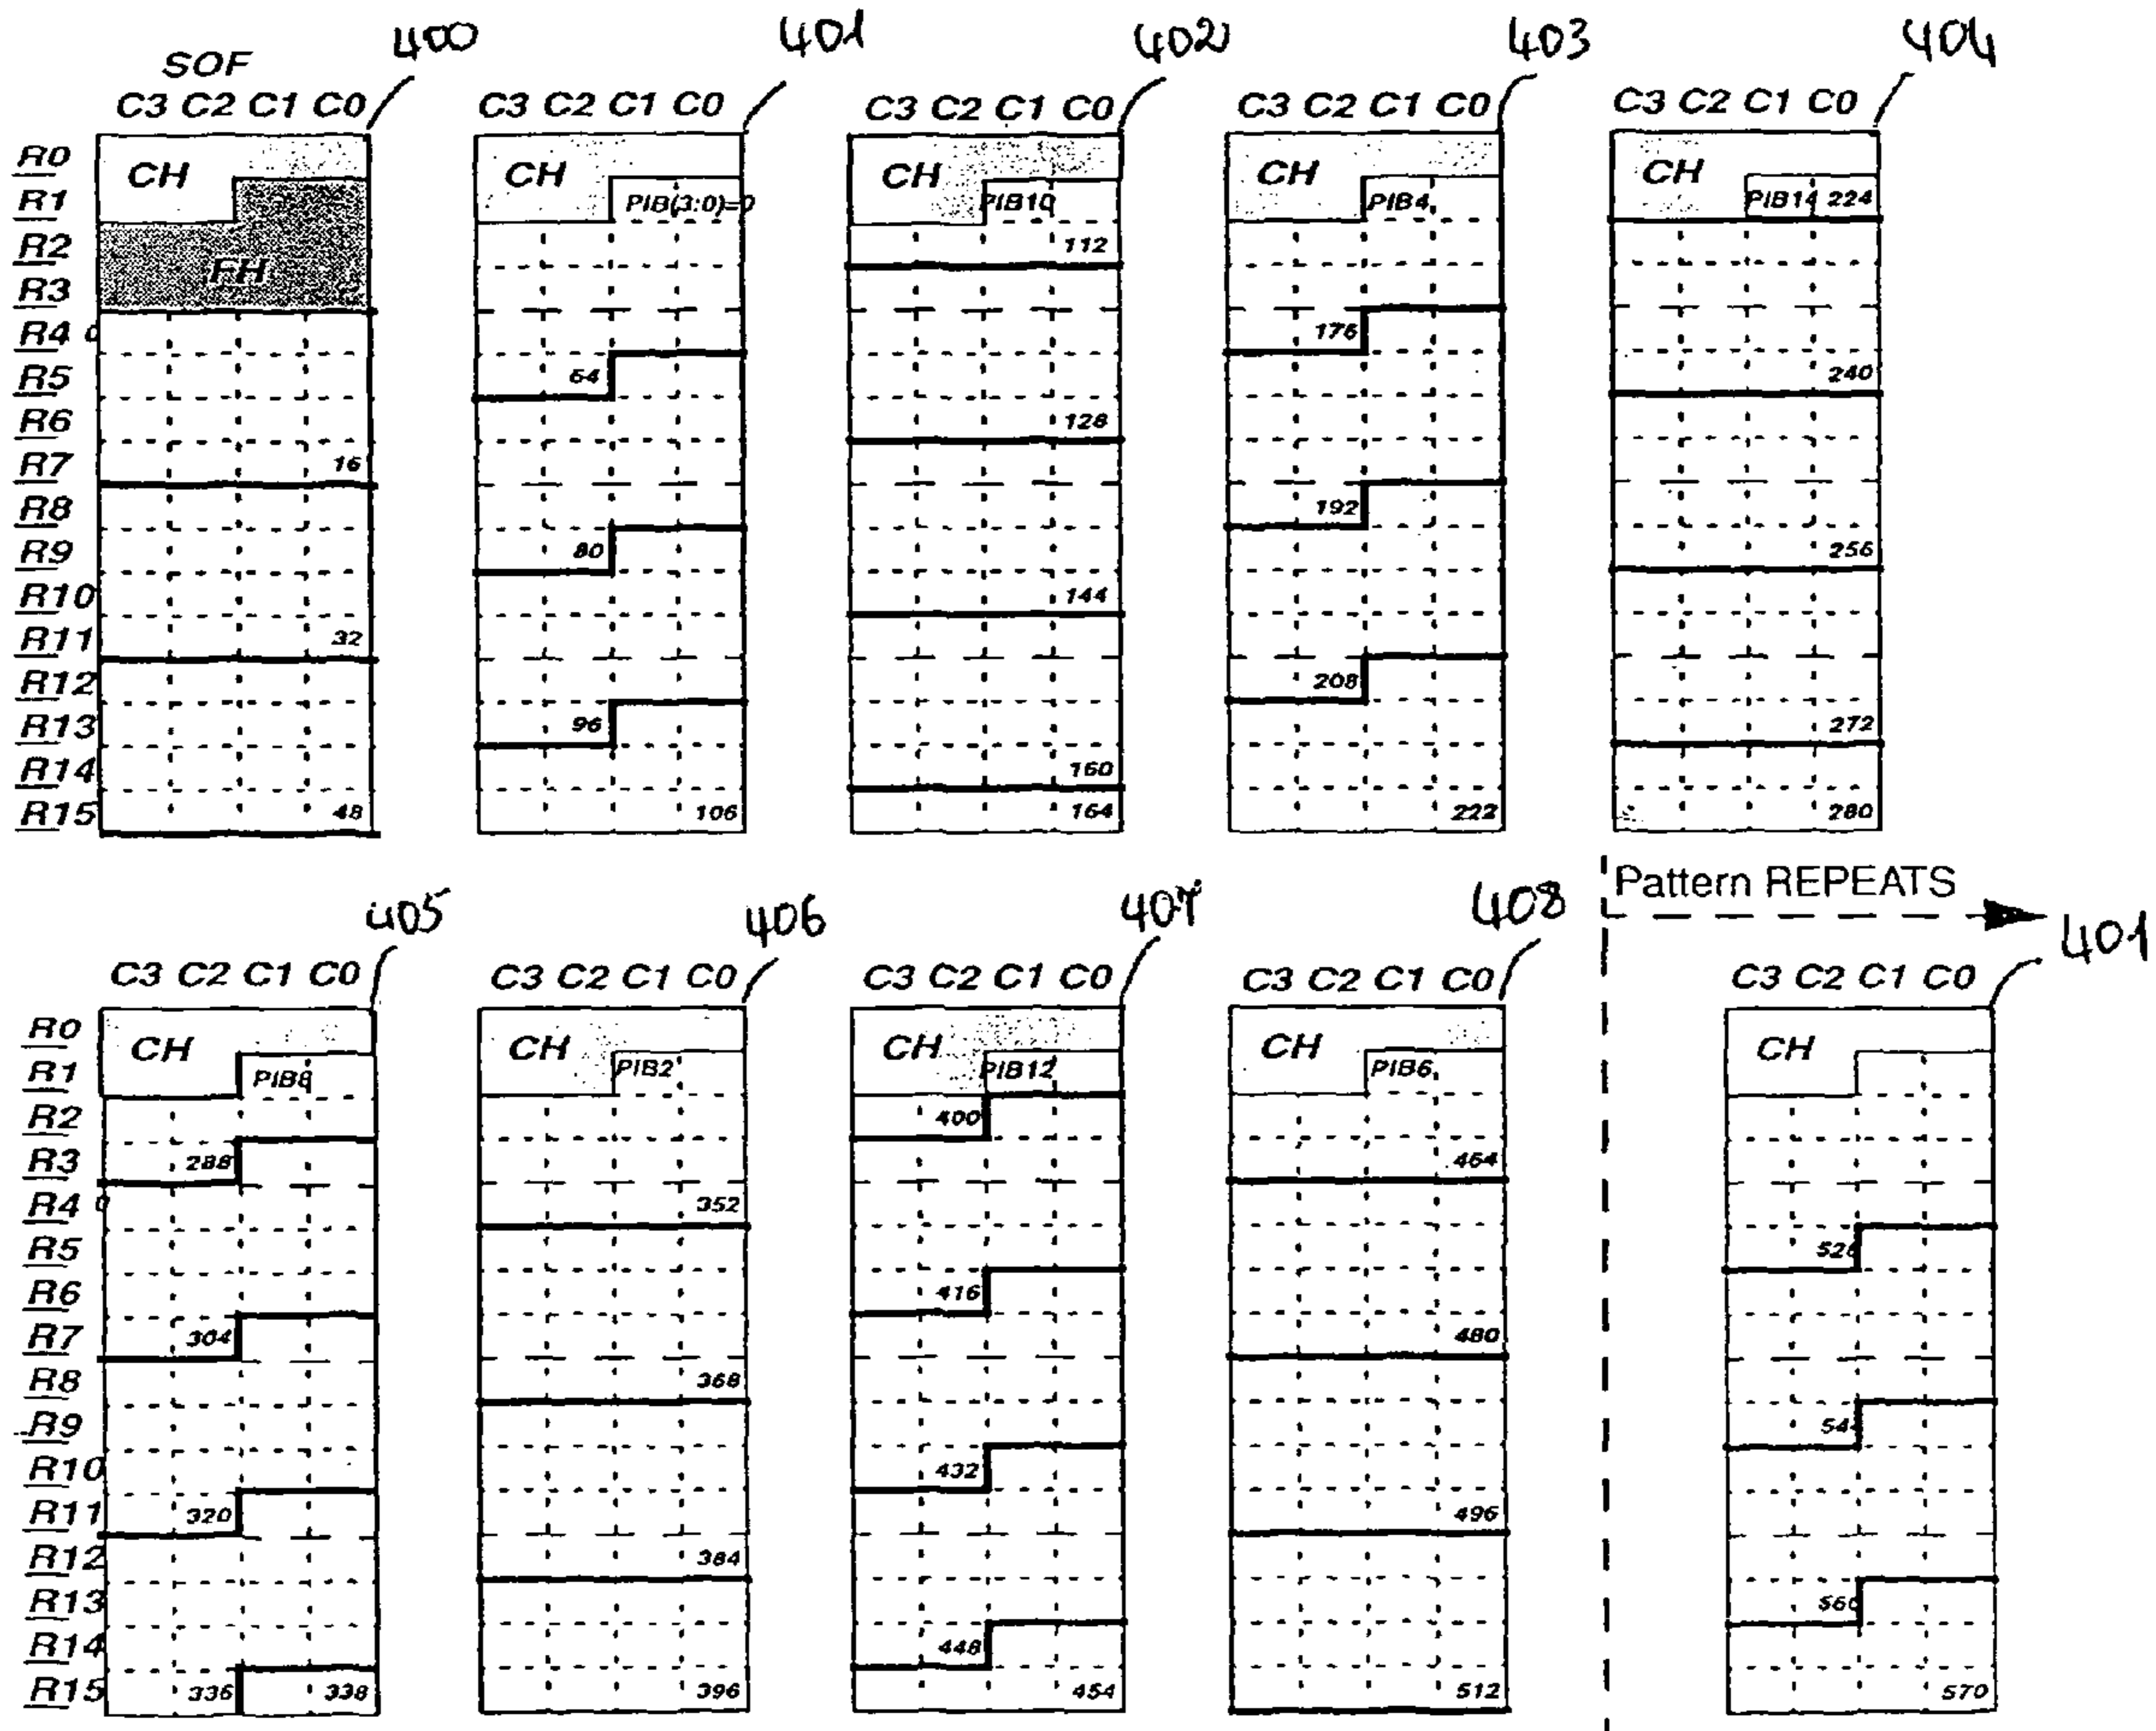 400 401 402 403 404
SOF
C3 C2 C1 C0 C3 C2 C1 C0 C3 C2 C1 C0 C3 C2 C1 C0 C3 C2 C1 C0
R0 CH CH CH CH CH
R1 PIB(3:0)=0 PIB10 PIB4 PIB14 224
R2 FH 112
R3
R4 0 176
R5 64 240
R6 128
R7 16
R8 192
R9 80 256
R10 144
R11 32
R12 208
R13 96 272
R14 160
R15 48 106 164 222 280
Pattern REPEATS
405 406 407 408 401
C3 C2 C1 C0 C3 C2 C1 C0 C3 C2 C1 C0 C3 C2 C1 C0 C3 C2 C1 C0
R0 CH CH CH CH CH
R1 PIB8 PIB2 PIB12 PIB6
R2 400
R3 288 464
R4 0 352
R5 528
R6 416
R7 304 480
R8 368
R9 544
R10 432
R11 320 496
R12 384
R13 560
R14 448
R15 336 338 396 454 512 570